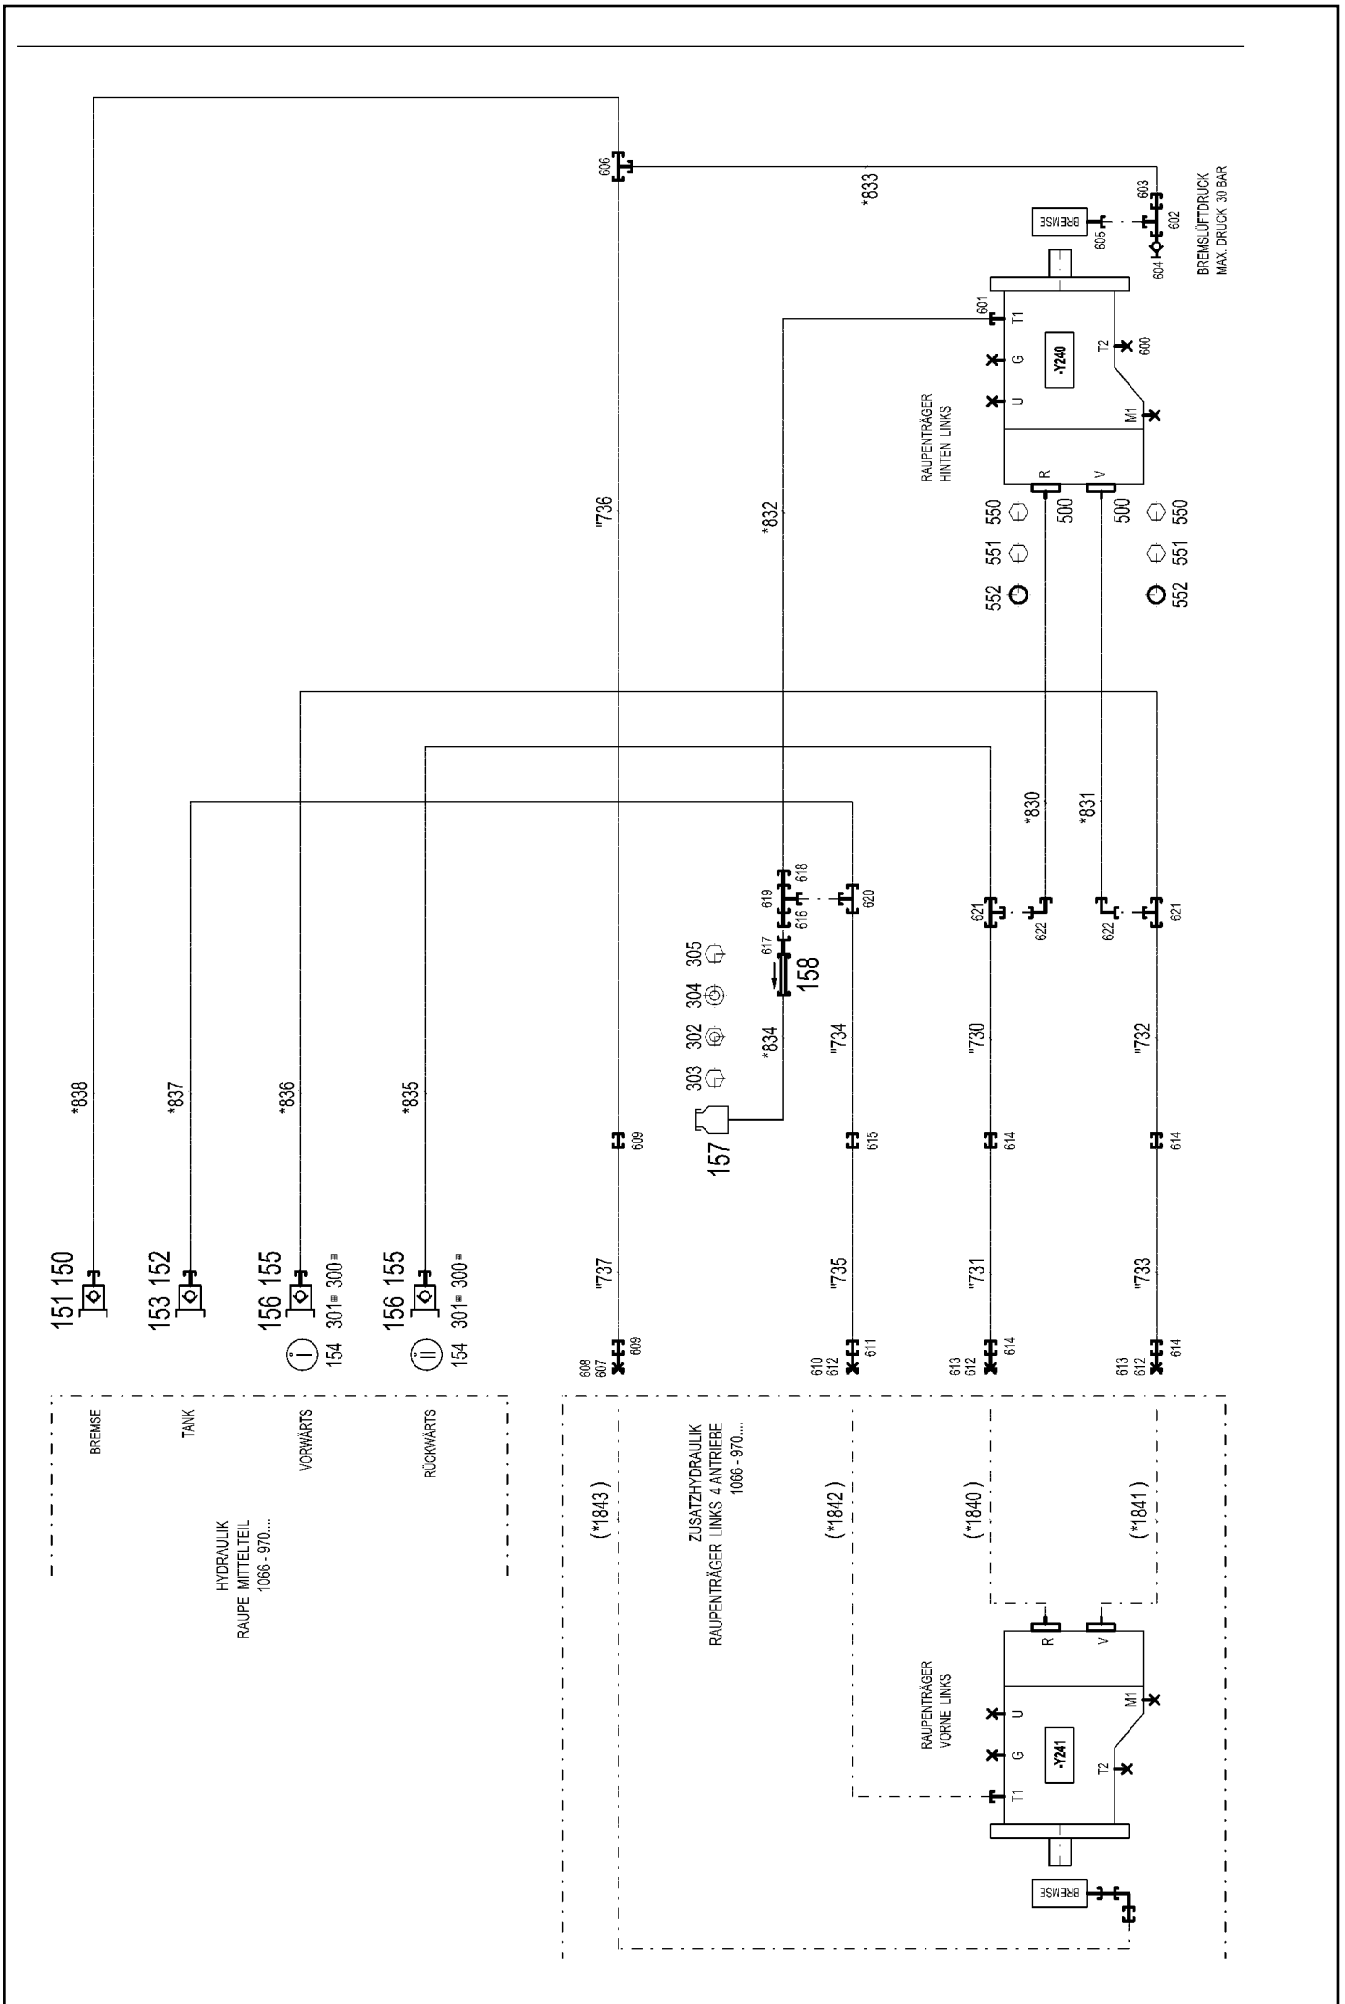 606
*833
603
602
604
605
BREMSE
BREMSLÜFTDRUCK
MAX. DRUCK 30 BAR
601
T1
G
U
-Y240
T2
600
M1
RAUPENTRÄGER
HINTEN LINKS
R
V
"736
*832
550
551
552
500
500
550
551
552
*830
*831
618
619
616
617
620
158
621
622
622
621
305
304
302
303
*834
157
"734
"730
"732
*838
*837
*836
*835
609
615
614
614
151 150
153 152
156 155
154 301 300
I
156 155
154 301 300
II
"737
"735
"731
"733
608
607
609
610
612
611
613
612
614
613
612
614
BREMSE
TANK
VORWÄRTS
RÜCKWÄRTS
HYDRAULIK
RAUPE MITTELTEIL
1066 - 970....
ZUSATZHYDRAULIK
RAUPENTRÄGER LINKS 4 ANTRIEBE
1066 - 970....
(*1843 )
(*1842 )
(*1840 )
(*1841 )
RAUPENTRÄGER
VORNE LINKS
R
V
U
G
T1
-Y241
M1
T2
BREMSE